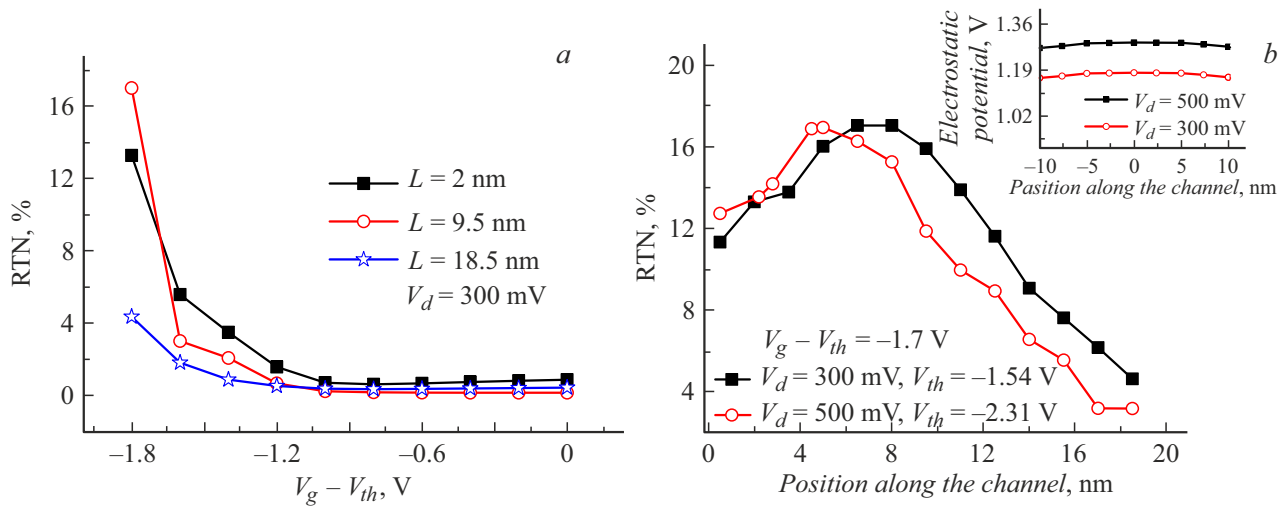 a
RTN, %
16
12
8
4
0
L = 2 nm
L = 9.5 nm
L = 18.5 nm
V_d = 300 mV
–1.8
–1.2
–0.6
0
V_g – V_th, V
b
RTN, %
20
16
12
8
4
V_g – V_th = –1.7 V
V_d = 300 mV, V_th = –1.54 V
V_d = 500 mV, V_th = –2.31 V
0
4
8
12
16
20
Position along the channel, nm
Electrostatic
potential, V
1.36
1.19
1.02
V_d = 500 mV
V_d = 300 mV
–10
–5
0
5
10
Pasition along the channel, nm